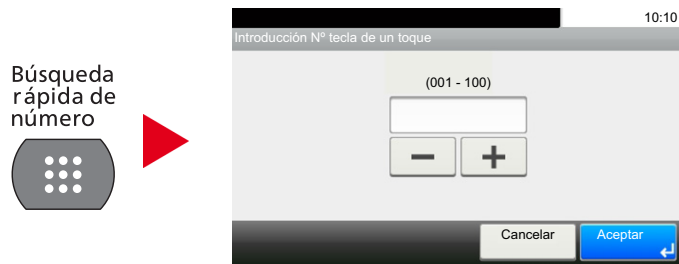 Búsqueda
rápida de
número
10:10
Introducción Nº tecla de un toque
(001 - 100)
Cancelar
Aceptar